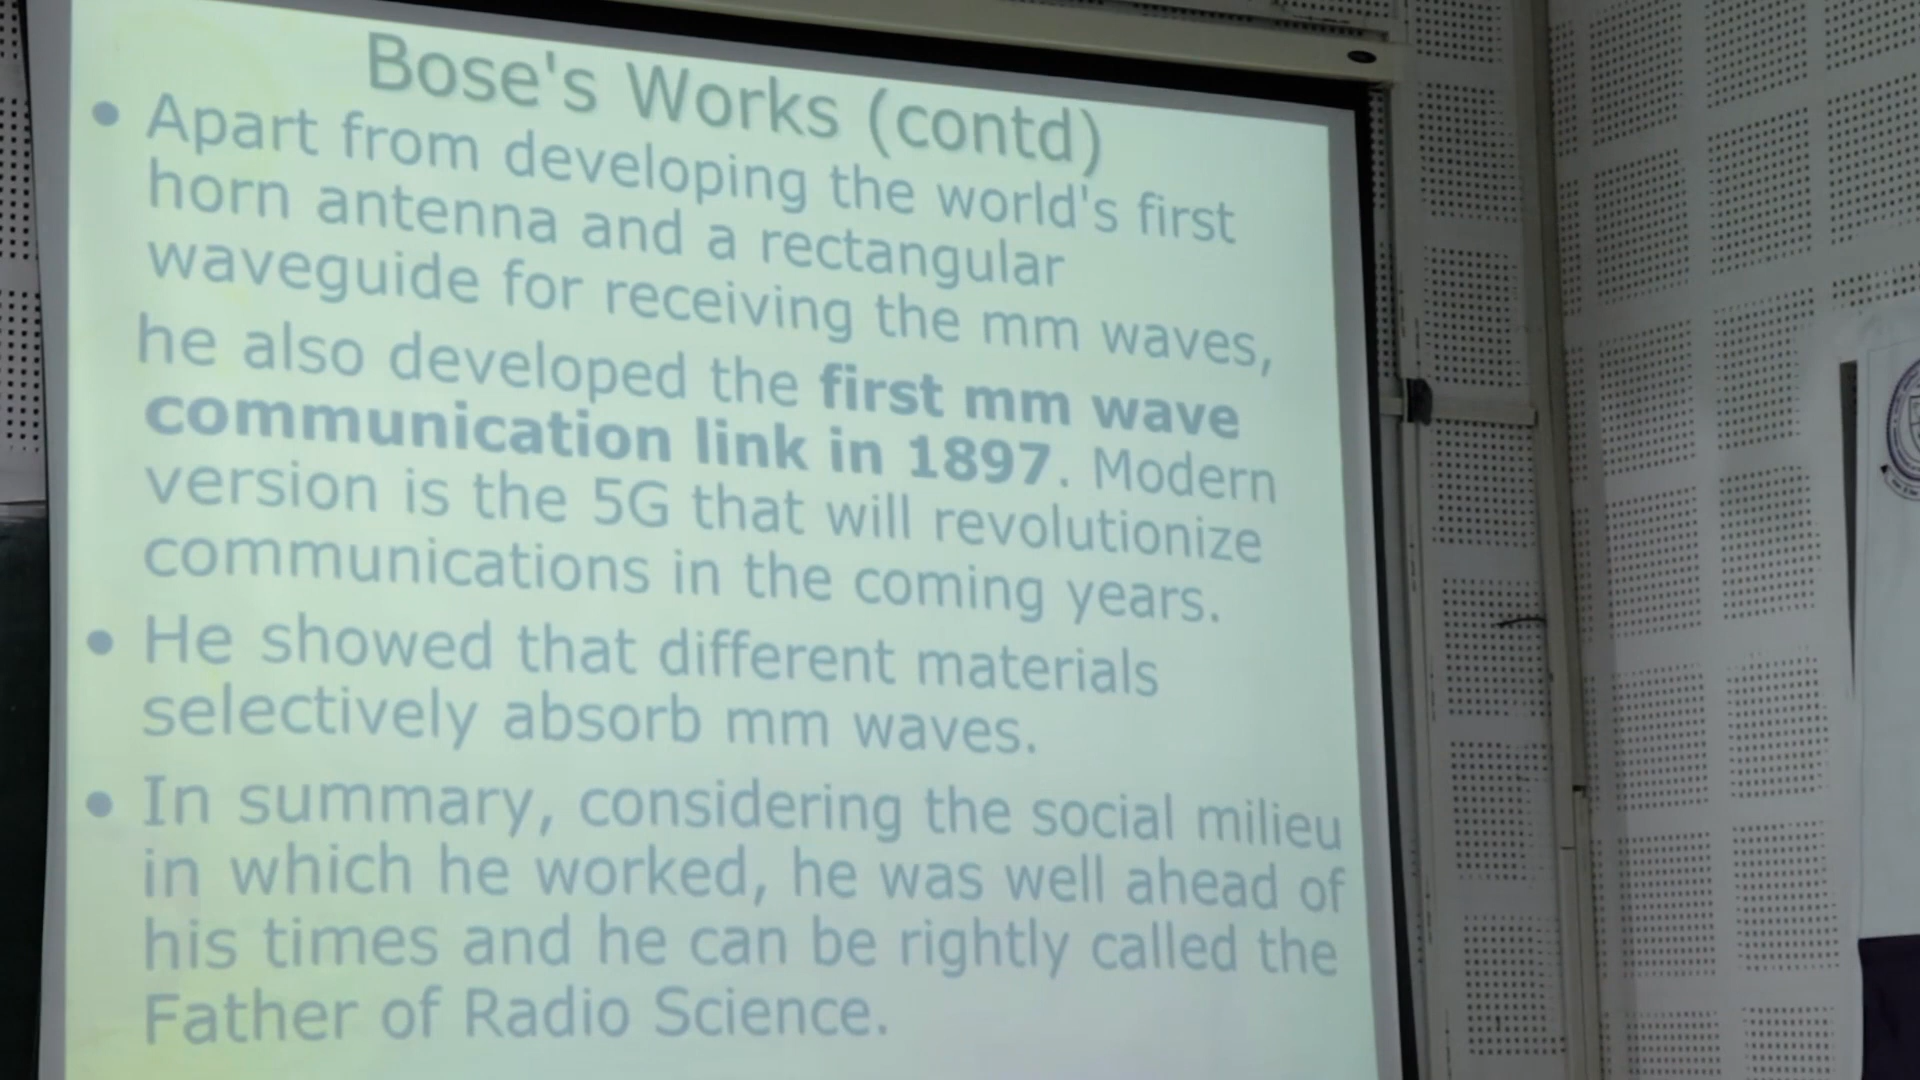 Bose's Works (contd)
• Apart from developing the world's first
horn antenna and a rectangular
waveguide for receiving the mm waves,
he also developed the first mm wave
communication link in 1897. Modern
version is the 5G that will revolutionize
communications in the coming years.
• He showed that different materials
selectively absorb mm waves.
• In summary, considering the social milieu
in which he worked, he was well ahead of
his times and he can be rightly called the
Father of Radio Science.